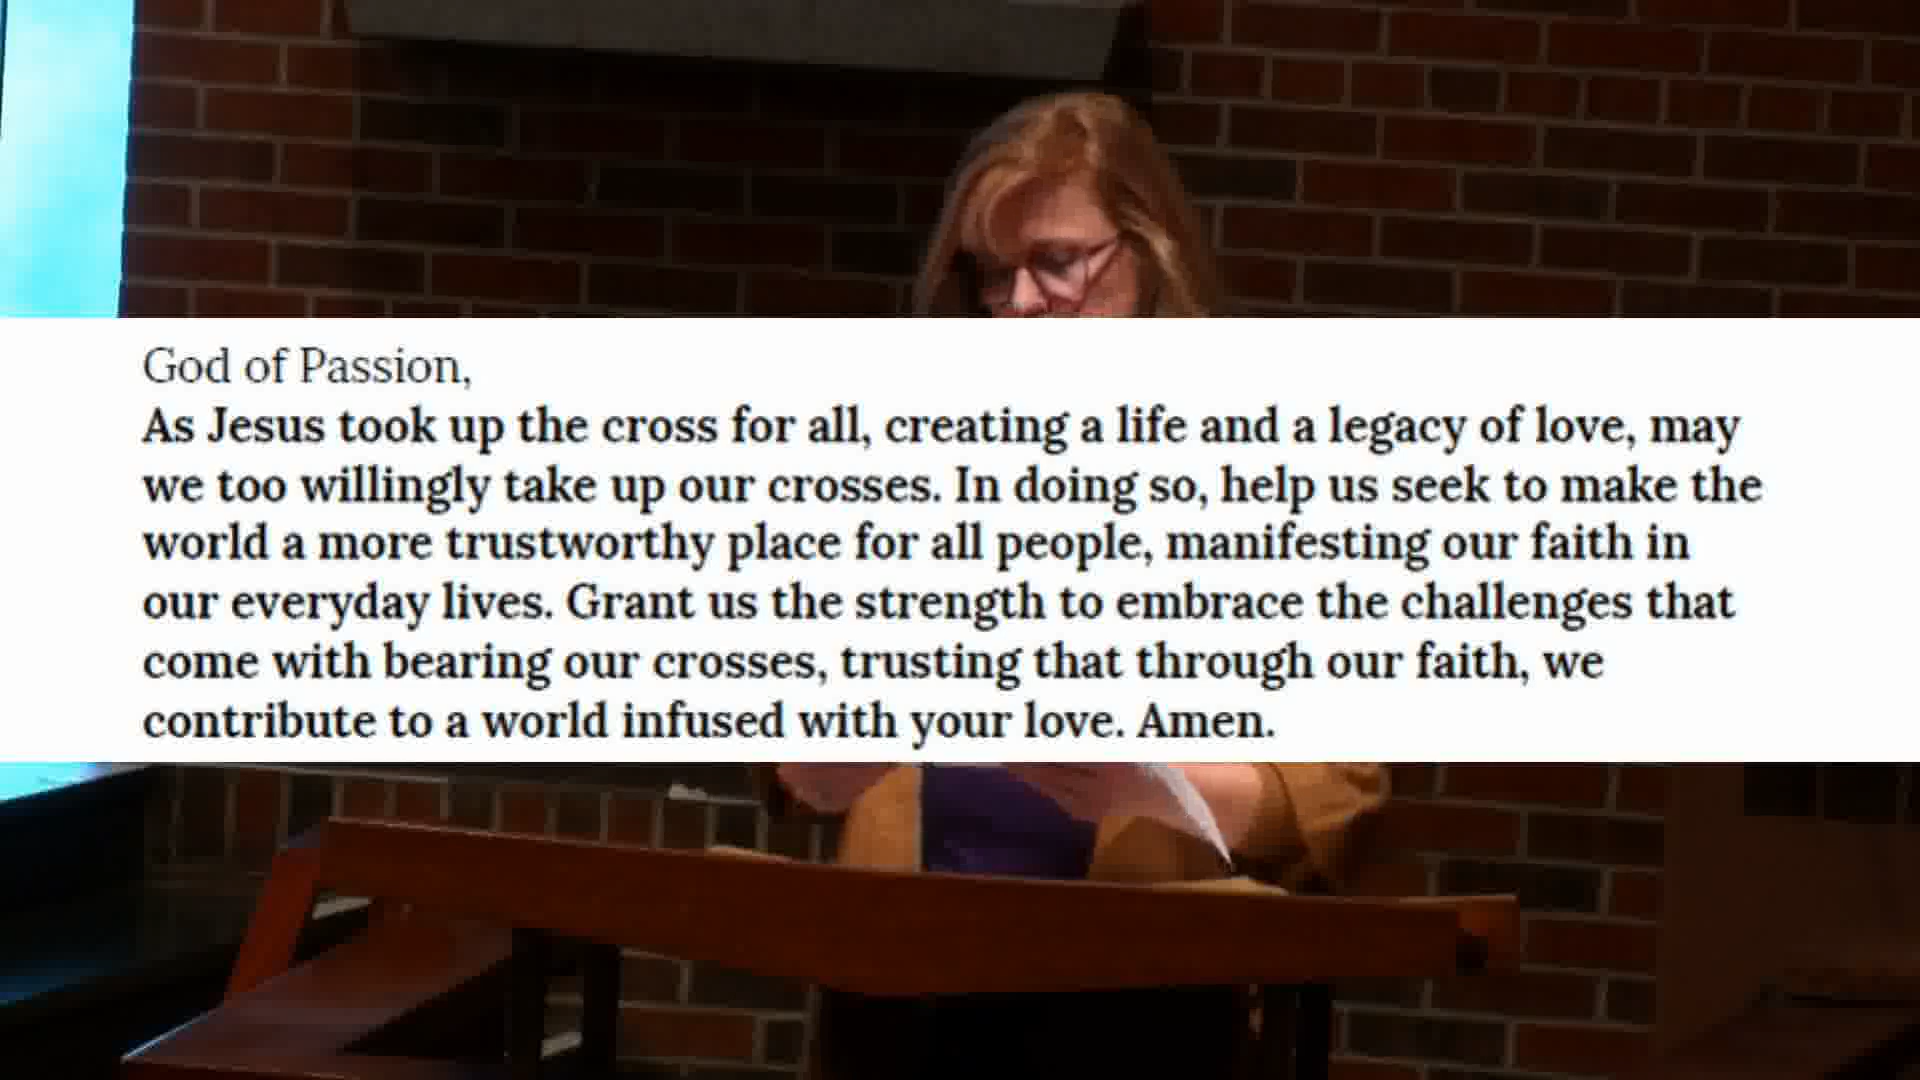 God of Passion,
As Jesus took up the cross for all, creating a life and a legacy of love, may
we too willingly take up our crosses. In doing so, help us seek to make the
world a more trustworthy place for all people, manifesting our faith in
our everyday lives. Grant us the strength to embrace the challenges that
come with bearing our crosses, trusting that through our faith, we
contribute to a world infused with your love. Amen.